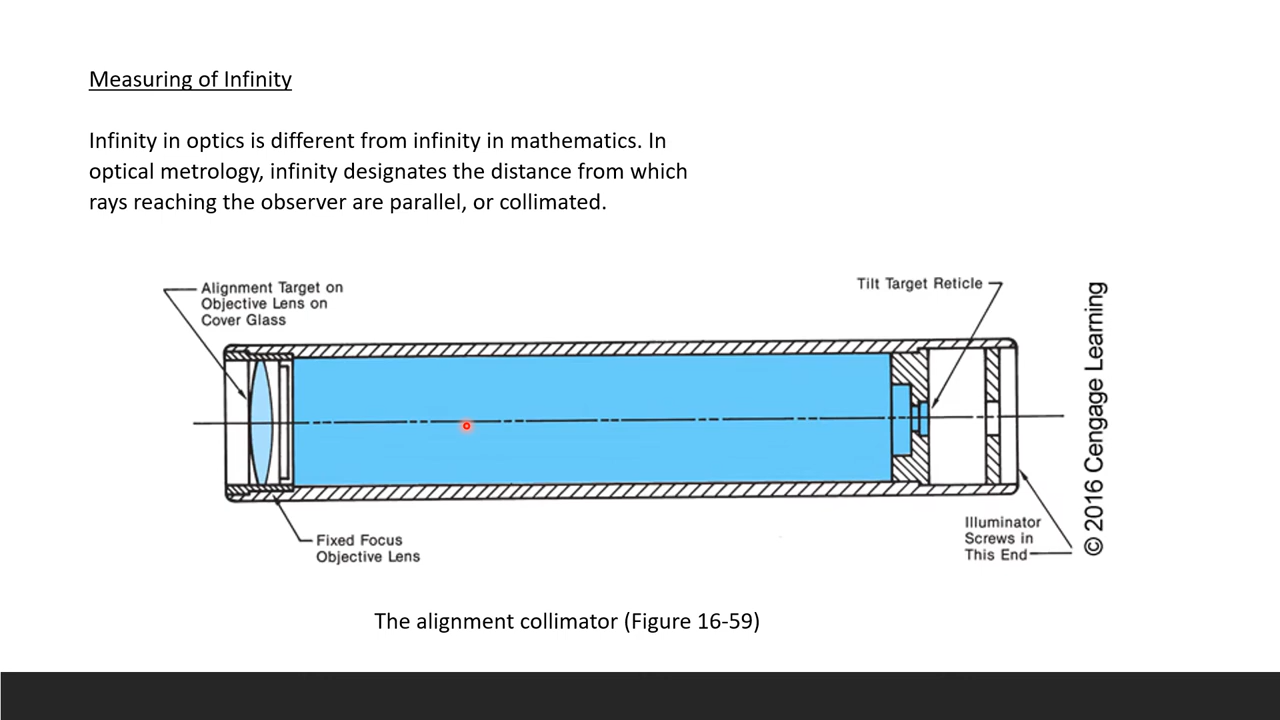 Measuring of Infinity
Infinity in optics is different from infinity in mathematics. In
optical metrology, infinity designates the distance from which
rays reaching the observer are parallel, or collimated.
Alignment Target on
Objective Lens on
Cover Glass
Tilt Target Reticle
© 2016 Cengage Learning
Fixed Focus
Objective Lens
Illuminator
Screws in
This End
The alignment collimator (Figure 16-59)